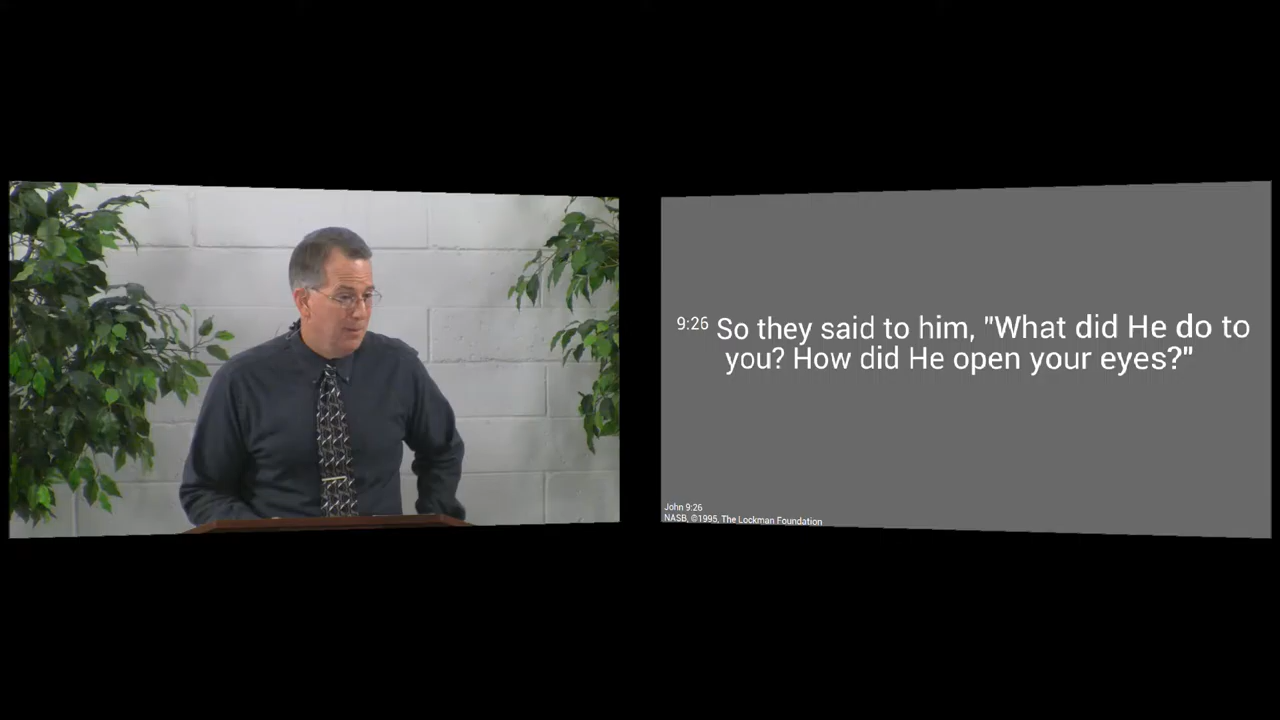 9:26 So they said to him, "What did He do to
you? How did He open your eyes?"
John 9:26
NASB, ©1995, The Lockman Foundation